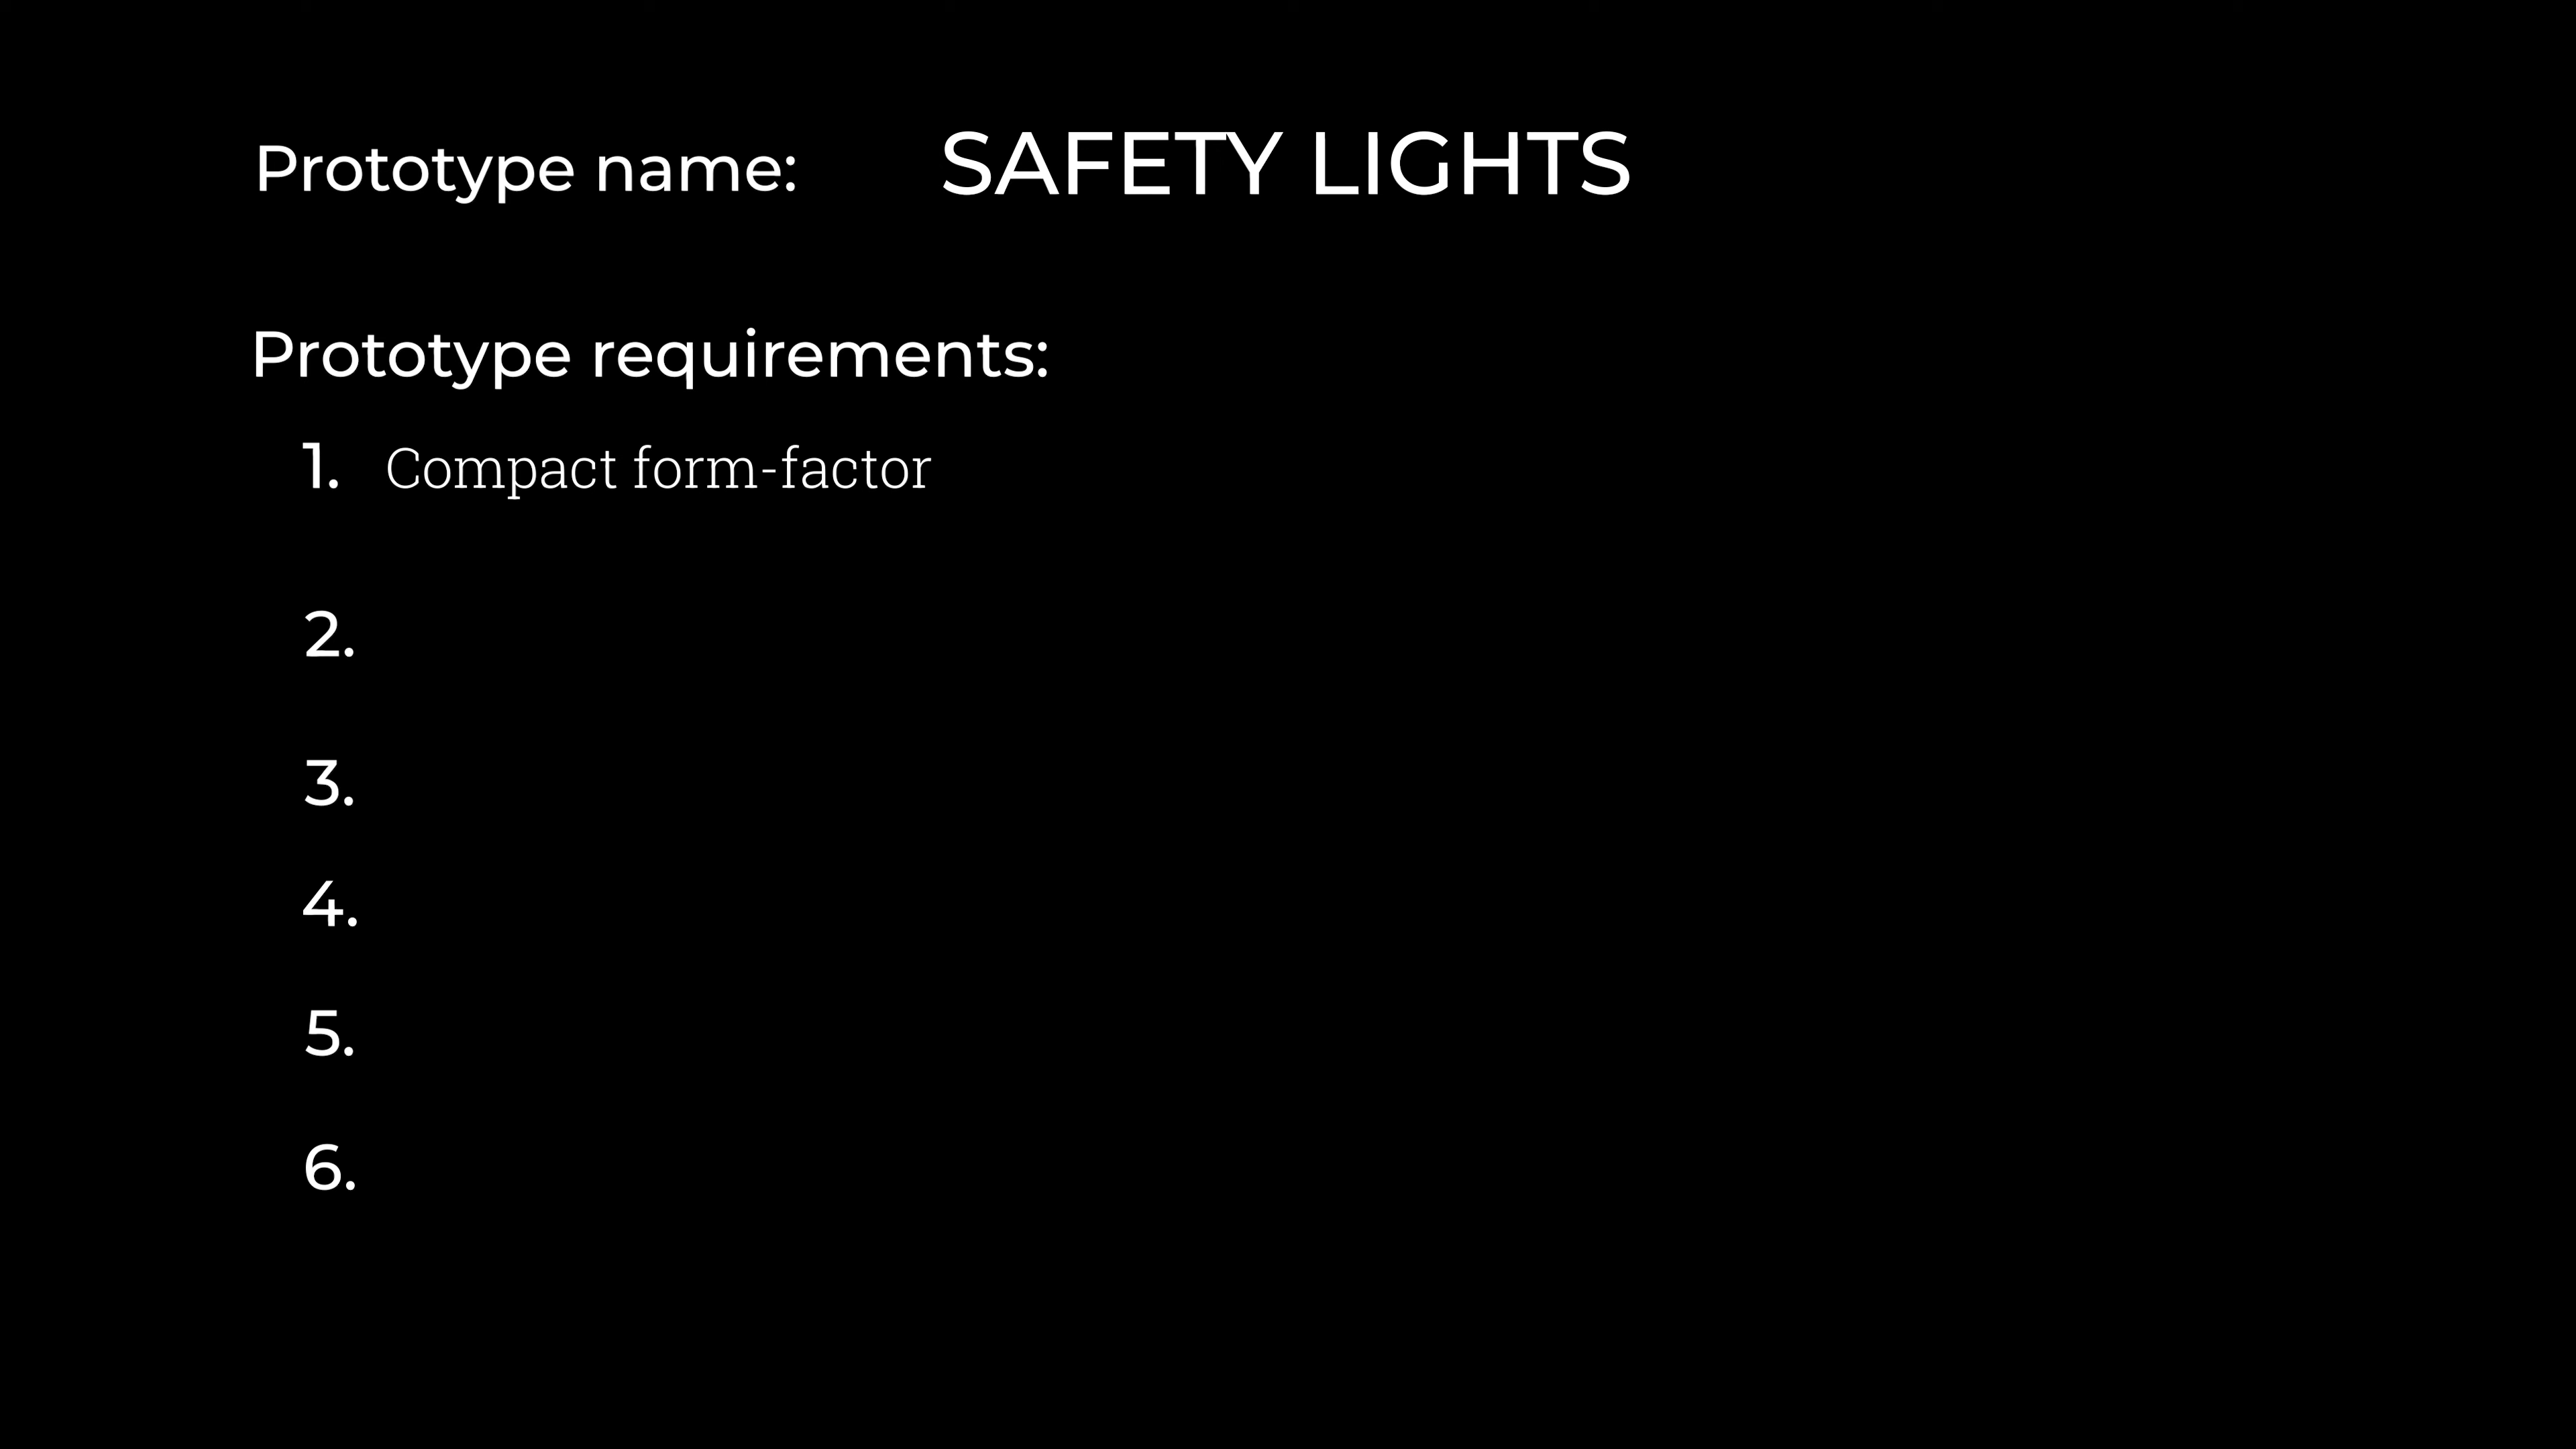 Prototype name: SAFETY LIGHTS
Prototype requirements:
1. Compact form-factor
2.
3.
4.
5.
6.